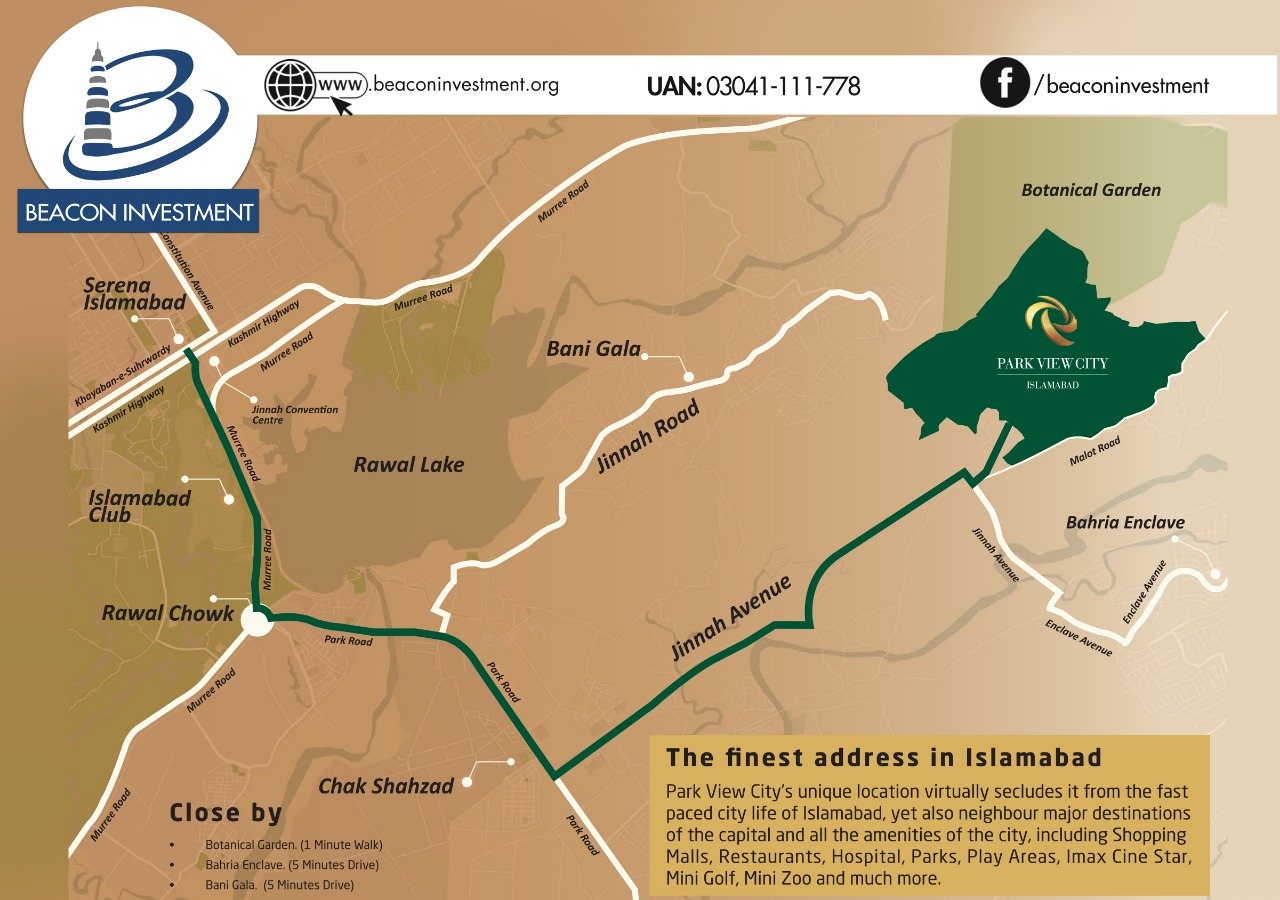 www.beaconinvestment.org
UAN: 03041-111-778
f/beaconinvestment
B
BEACON INVESTMENT
Botanical Garden
Murree Road
Constitution Avenue
Serena
Islamabad
Murree Road
Kashmir Highway
Murree Road
Bani Gala
PARK VIEW CITY
ISLAMABAD
Khayaban-e-Suhrwardy
Kashmir Highway
Jinnah Convention
Centre
Murree Road
Jinnah Road
Rawal Lake
Malot Road
Islamabad
Club
Bahria Enclave
Murree Road
Jinnah Avenue
Enclave Avenue
Rawal Chowk
Park Road
Jinnah Avenue
Enclave Avenue
Murree Road
Park Road
Chak Shahzad
Murree Road
Park Road
Close by
• Botanical Garden. (1 Minute Walk)
• Bahria Enclave. (5 Minutes Drive)
• Bani Gala. (5 Minutes Drive)
The finest address in Islamabad
Park View City's unique location virtually secludes it from the fast
paced city life of Islamabad, yet also neighbour major destinations
of the capital and all the amenities of the city, including Shopping
Malls, Restaurants, Hospital, Parks, Play Areas, Imax Cine Star,
Mini Golf, Mini Zoo and much more.